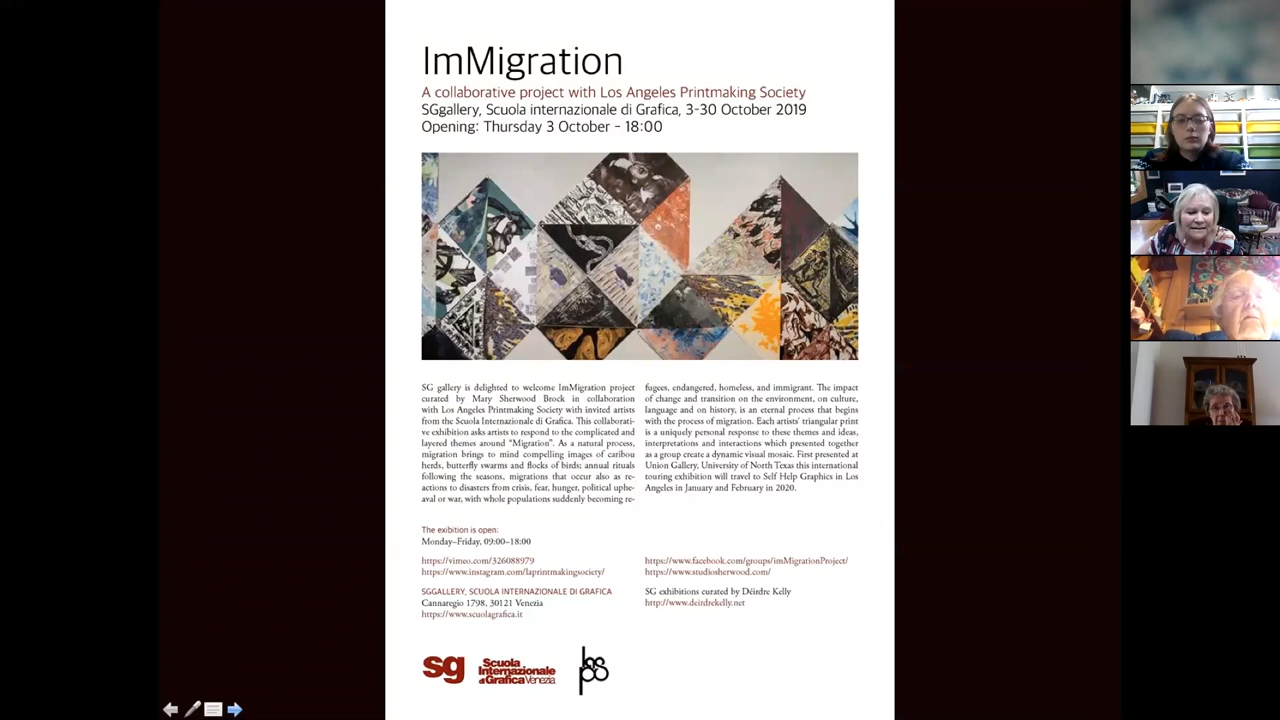 ImMigration
A collaborative project with Los Angeles Printmaking Society
SGgallery, Scuola internazionale di Grafica, 3-30 October 2019
Opening: Thursday 3 October - 18:00
SG gallery is delighted to welcome ImMigration project
curated by Mary Sherwood Brock in collaboration
with Los Angeles Printmaking Society with invited artists
from the Scuola Internazionale di Grafica. This collaborati-
ve exhibition asks artists to respond to the complicated and
layered themes around “Migration”. As a natural process,
migration brings to mind compelling images of caribou
herds, butterfly swarms and flocks of birds; annual rituals
following the seasons, migrations that occur also as re-
actions to disasters from crisis, fear, hunger, political uphe-
aval or war, with whole populations suddenly becoming re-
fugees, endangered, homeless, and immigrant. The impact
of change and transition on the environment, on culture,
language and on history, is an eternal process that begins
with the process of migration. Each artists’ triangular print
is a uniquely personal response to these themes and ideas,
interpretations and interactions which presented together
as a group create a dynamic visual mosaic. First presented at
Union Gallery, University of North Texas this international
touring exhibition will travel to Self Help Graphics in Los
Angeles in January and February in 2020.
The exibition is open:
Monday–Friday, 09:00–18:00
https://vimeo.com/326088979
https://www.instagram.com/laprintmakingsociety/
SGGALLERY, SCUOLA INTERNAZIONALE DI GRAFICA
Cannaregio 1798, 30121 Venezia
https://www.scuolagrafica.it
https://www.facebook.com/groups/imMigrationProject/
https://www.studiosherwood.com/
SG exhibitions curated by Déirdre Kelly
http://www.deirdrekelly.net
sg
Scuola
Internazionale
di Grafica Venezia
las
ps